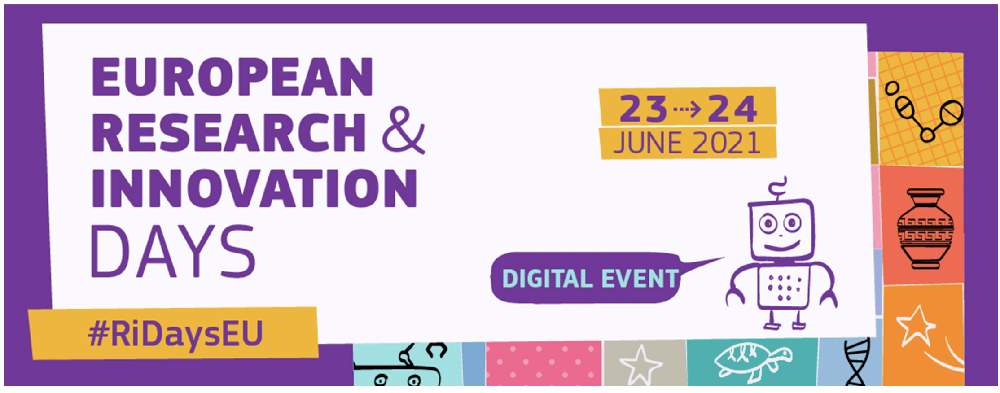 EUROPEAN
RESEARCH &
INNOVATION
DAYS
#RiDaysEU
23⇢24
JUNE 2021
DIGITAL EVENT